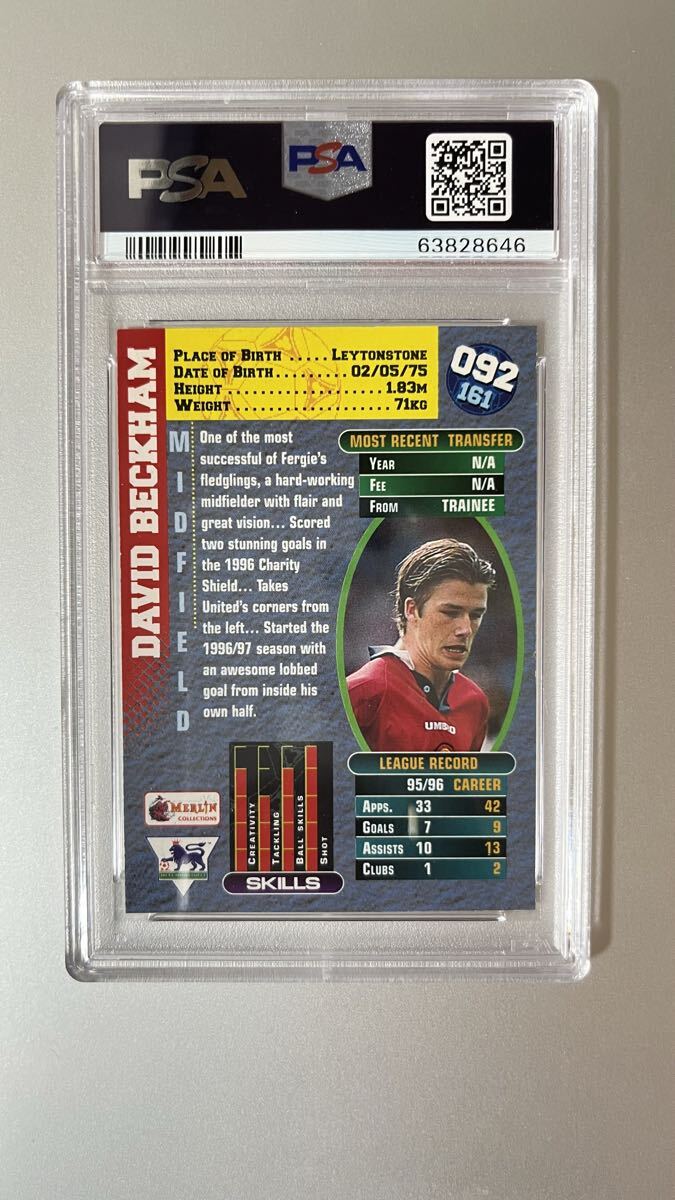 PSA
PSA
63828646
DAVID BECKHAM
MIDFIELD
PLACE OF BIRTH ..... LEYTONSTONE
DATE OF BIRTH......... 02/05/75
HEIGHT..................... 1.83M
WEIGHT.................... 71KG
092
161
One of the most
successful of Fergie's
fledglings, a hard-working
midfielder with flair and
great vision... Scored
two stunning goals in
the 1996 Charity
Shield... Takes
United's corners from
the left... Started the
1996/97 season with
an awesome lobbed
goal from inside his
own half.
MOST RECENT TRANSFER
YEAR N/A
FEE N/A
FROM TRAINEE
UMBRO
LEAGUE RECORD
95/96 CAREER
APPS. 33 42
GOALS 7 9
ASSISTS 10 13
CLUBS 1 2
MERLIN
COLLECTIONS
CREATIVITY
TACKLING
BALL SKILLS
SHOT
SKILLS